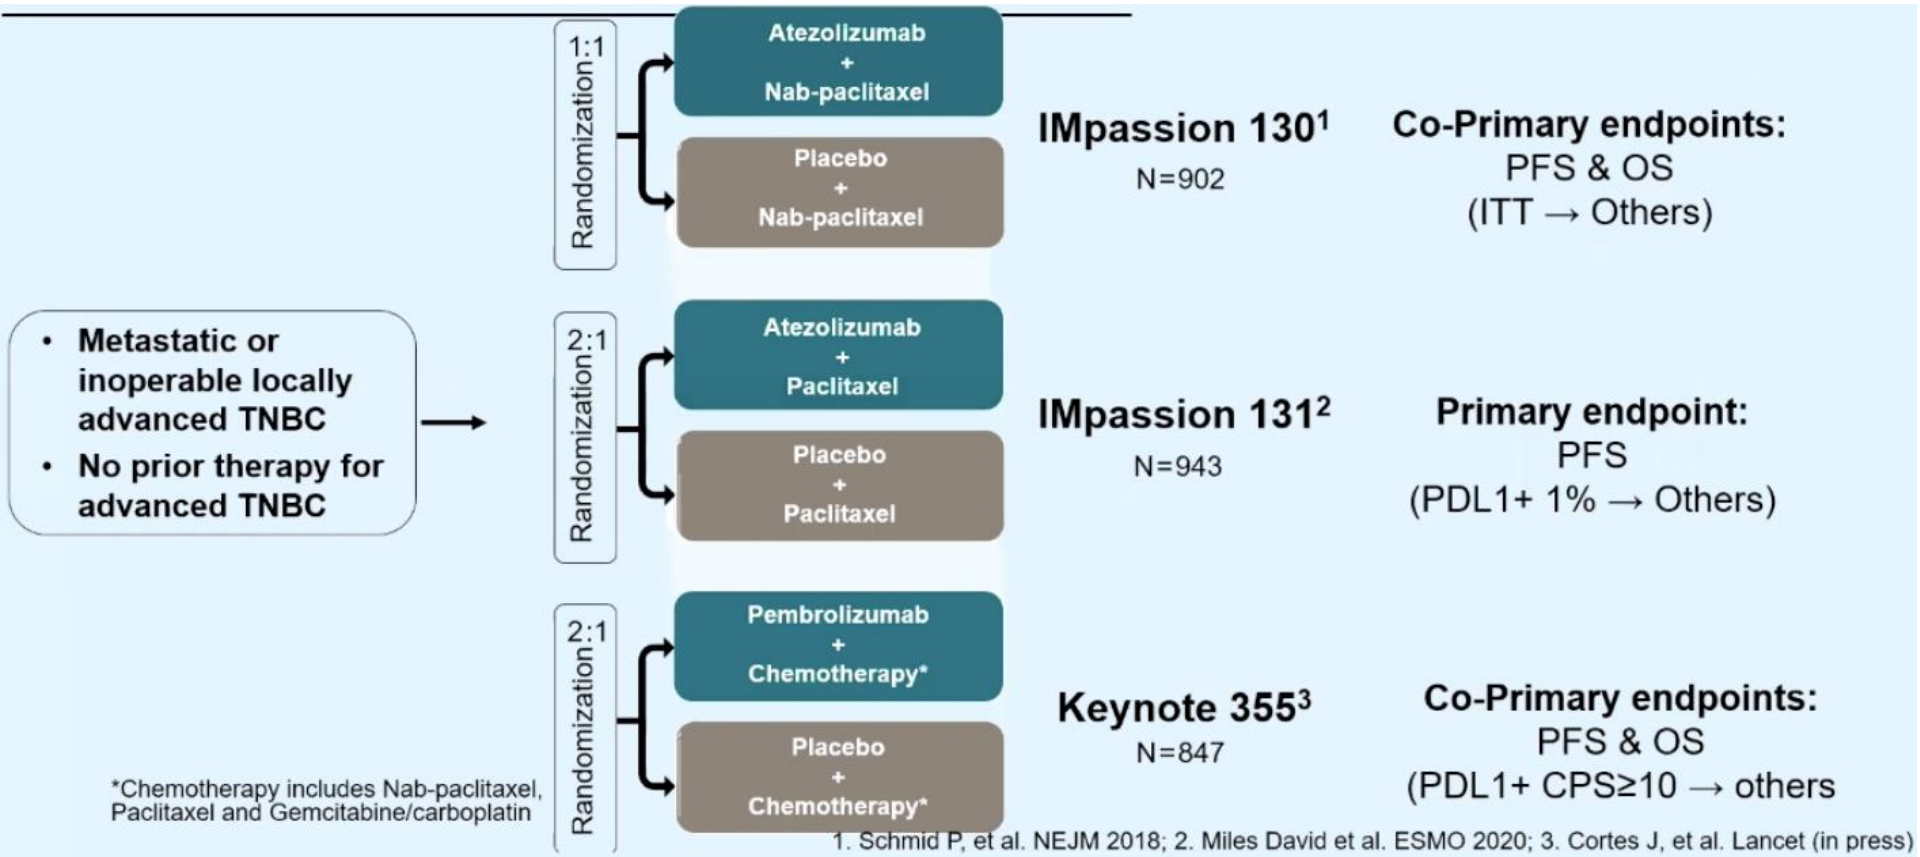 1:1
Randomization
Atezolizumab
+
Nab-paclitaxel
Placebo
+
Nab-paclitaxel
IMpassion 130¹
N=902
Co-Primary endpoints:
PFS & OS
(ITT → Others)
• Metastatic or
inoperable locally
advanced TNBC
• No prior therapy for
advanced TNBC
2:1
Randomization
Atezolizumab
+
Paclitaxel
Placebo
+
Paclitaxel
IMpassion 131²
N=943
Primary endpoint:
PFS
(PDL1+ 1% → Others)
2:1
Randomization
Pembrolizumab
+
Chemotherapy*
Placebo
+
Chemotherapy*
Keynote 355³
N=847
Co-Primary endpoints:
PFS & OS
(PDL1+ CPS≥10 → others
*Chemotherapy includes Nab-paclitaxel,
Paclitaxel and Gemcitabine/carboplatin
1. Schmid P, et al. NEJM 2018; 2. Miles David et al. ESMO 2020; 3. Cortes J, et al. Lancet (in press)